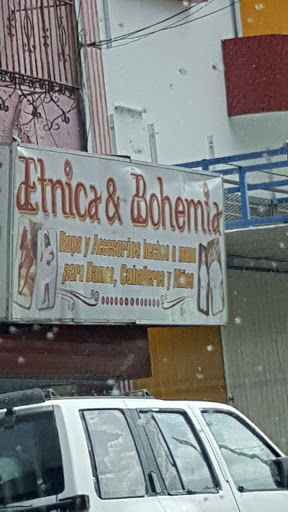 Etnica & Bohemia
Ropa y Accesorios hechos a mano
para Damas, Caballeros y Niños